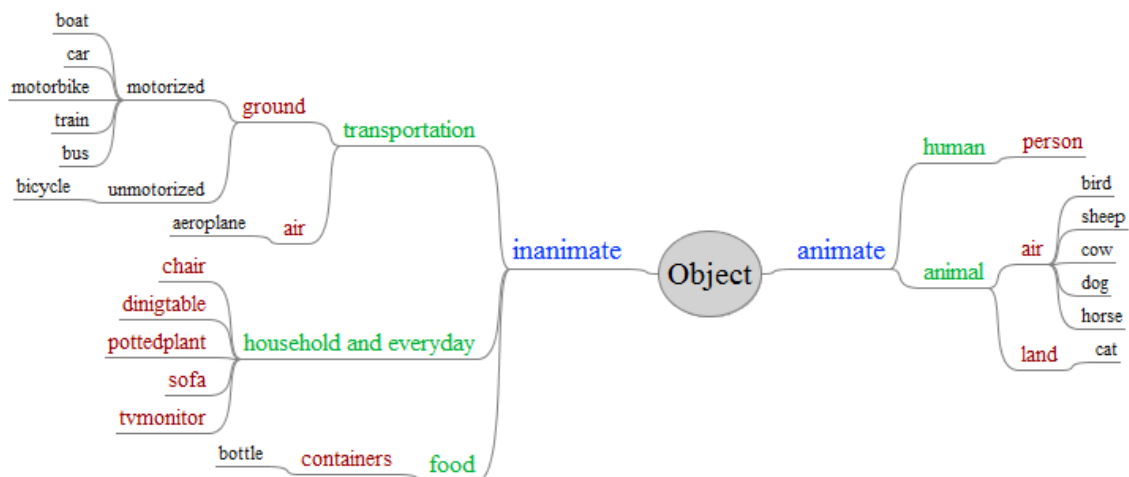 boat
car
motorbike
train
bus
motorized
bicycle
unmotorized
ground
aeroplane
air
transportation
chair
dinigtable
pottedplant
sofa
tvmonitor
household and everyday
bottle
containers
food
inanimate
Object
animate
human
person
animal
air
bird
sheep
cow
dog
horse
land
cat